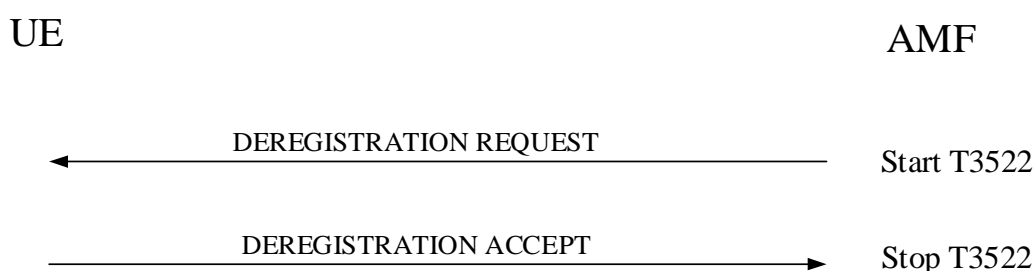 UE
AMF
DEREGISTRATION REQUEST
Start T3522
DEREGISTRATION ACCEPT
Stop T3522